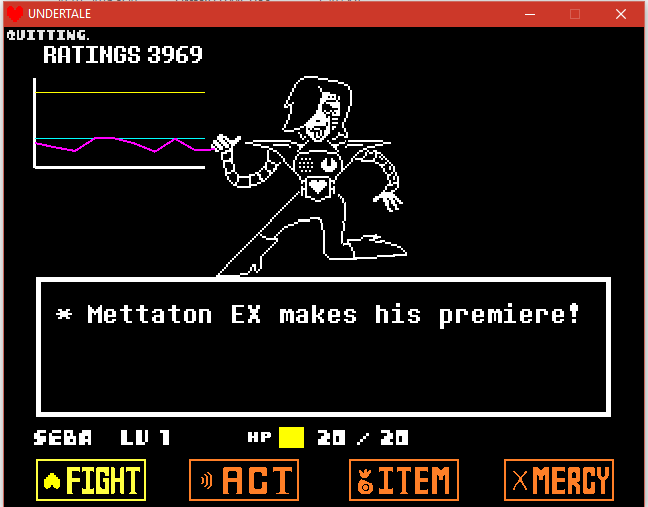 UNDERTALE
QUITTING.
RATINGS 3969
* Mettaton EX makes his premiere!
SEBA LV 1 HP 20 / 20
FIGHT ACT ITEM MERCY